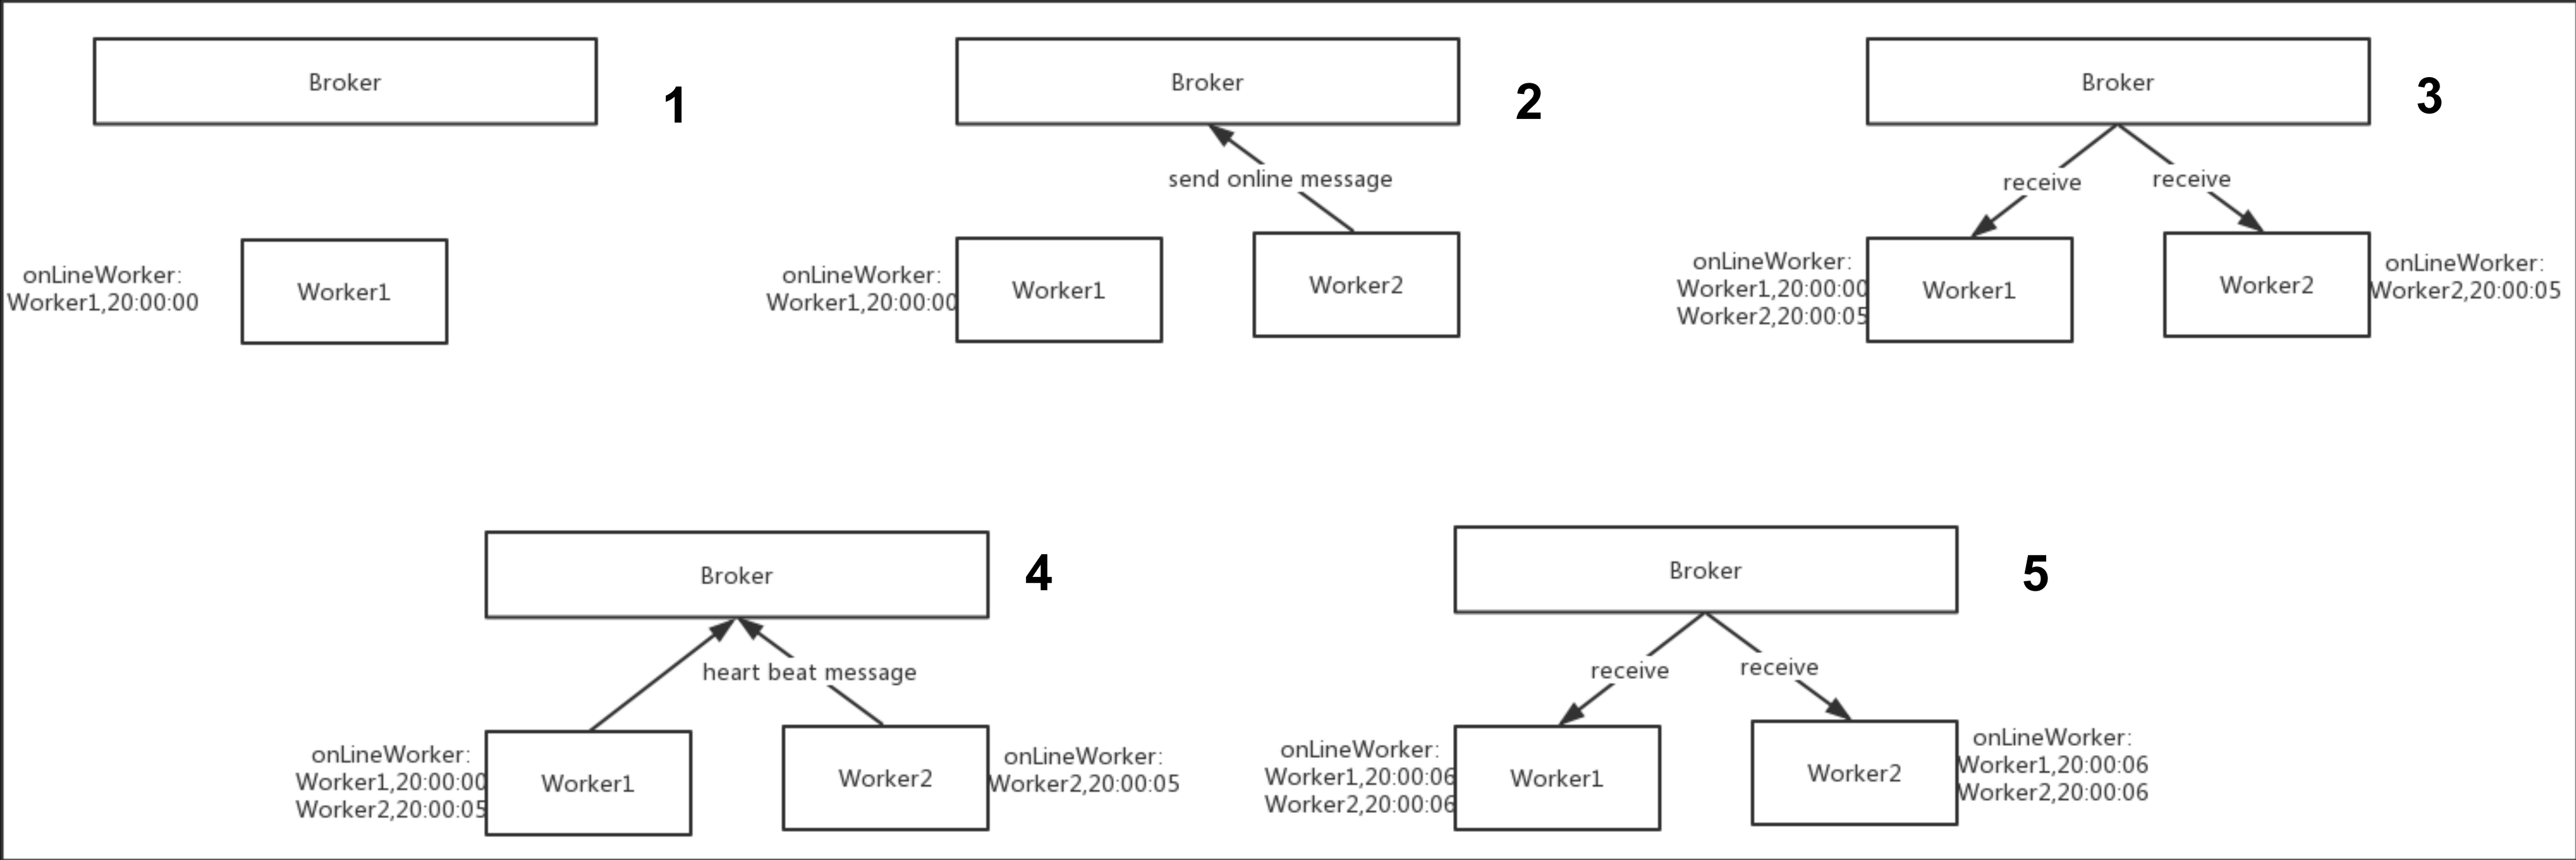 Broker
1
onLineWorker:
Worker1,20:00:00
Worker1
Broker
2
send online message
onLineWorker:
Worker1,20:00:00
Worker1
Worker2
Broker
3
receive
receive
onLineWorker:
Worker1,20:00:00
Worker2,20:00:05
Worker1
Worker2
onLineWorker:
Worker2,20:00:05
Broker
4
heart beat message
onLineWorker:
Worker1,20:00:00
Worker2,20:00:05
Worker1
Worker2
onLineWorker:
Worker2,20:00:05
Broker
5
receive
receive
onLineWorker:
Worker1,20:00:06
Worker2,20:00:06
Worker1
Worker2
onLineWorker:
Worker1,20:00:06
Worker2,20:00:06